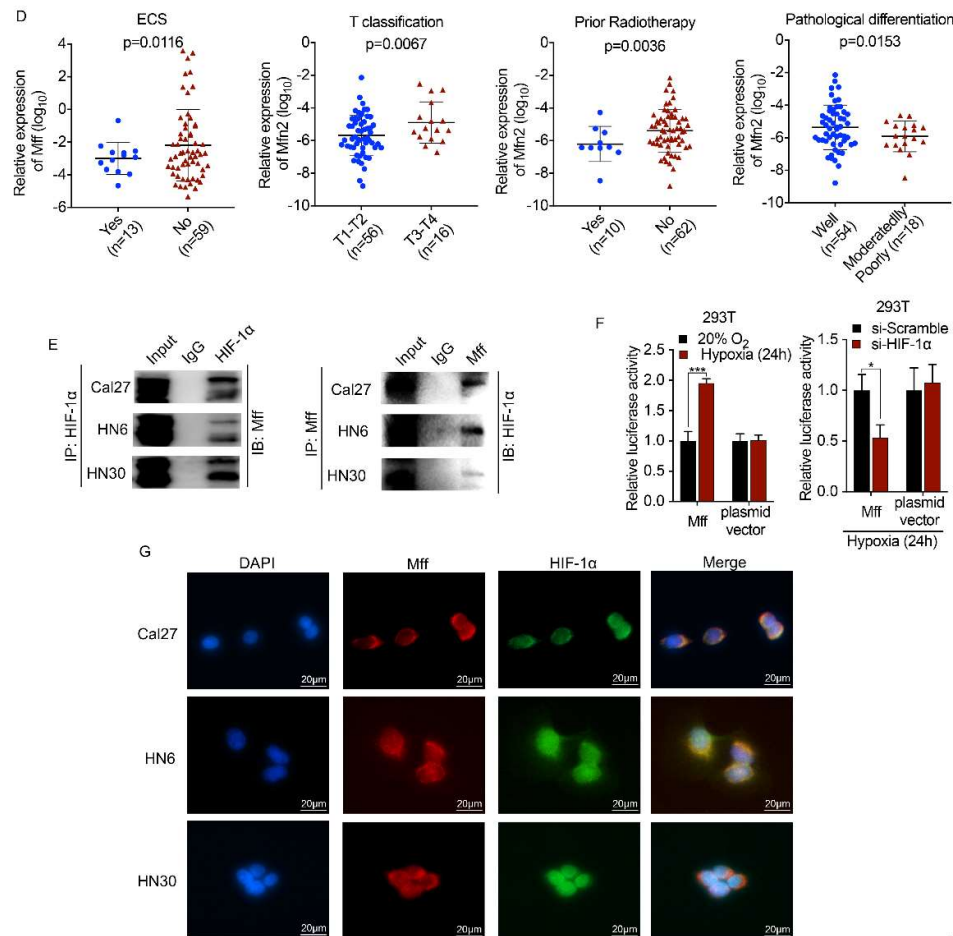 D
ECS
p=0.0116
Relative expression
of Mff (log10)
4
2
0
-2
-4
-6
Yes
(n=13)
No
(n=59)
T classification
p=0.0067
Relative expression
of Mfn2 (log10)
0
-2
-4
-6
-8
-10
T1-T2
(n=56)
T3-T4
(n=16)
Prior Radiotherapy
p=0.0036
Relative expression
of Mfn2 (log10)
0
-2
-4
-6
-8
-10
Yes
(n=10)
No
(n=62)
Pathological differentiation
p=0.0153
Relative expression
of Mfn2 (log10)
0
-2
-4
-6
-8
-10
Well
(n=54)
Moderatedlly
Poorly (n=18)
E
Input IgG HIF-1α
IP: HIF-1α
Cal27
HN6
HN30
IB: Mff
Input IgG Mff
IP: Mff
Cal27
HN6
HN30
IB: HIF-1α
F
293T
20% O2
Hypoxia (24h)
***
Relative luciferase activity
2.5
2.0
1.5
1.0
0.5
0.0
Mff plasmid
vector
293T
si-Scramble
si-HIF-1α
*
Relative luciferase activity
1.5
1.0
0.5
0.0
Mff plasmid
vector
Hypoxia (24h)
G
DAPI Mff HIF-1α Merge
Cal27
20μm 20μm 20μm 20μm
HN6
20μm 20μm 20μm 20μm
HN30
20μm 20μm 20μm 20μm